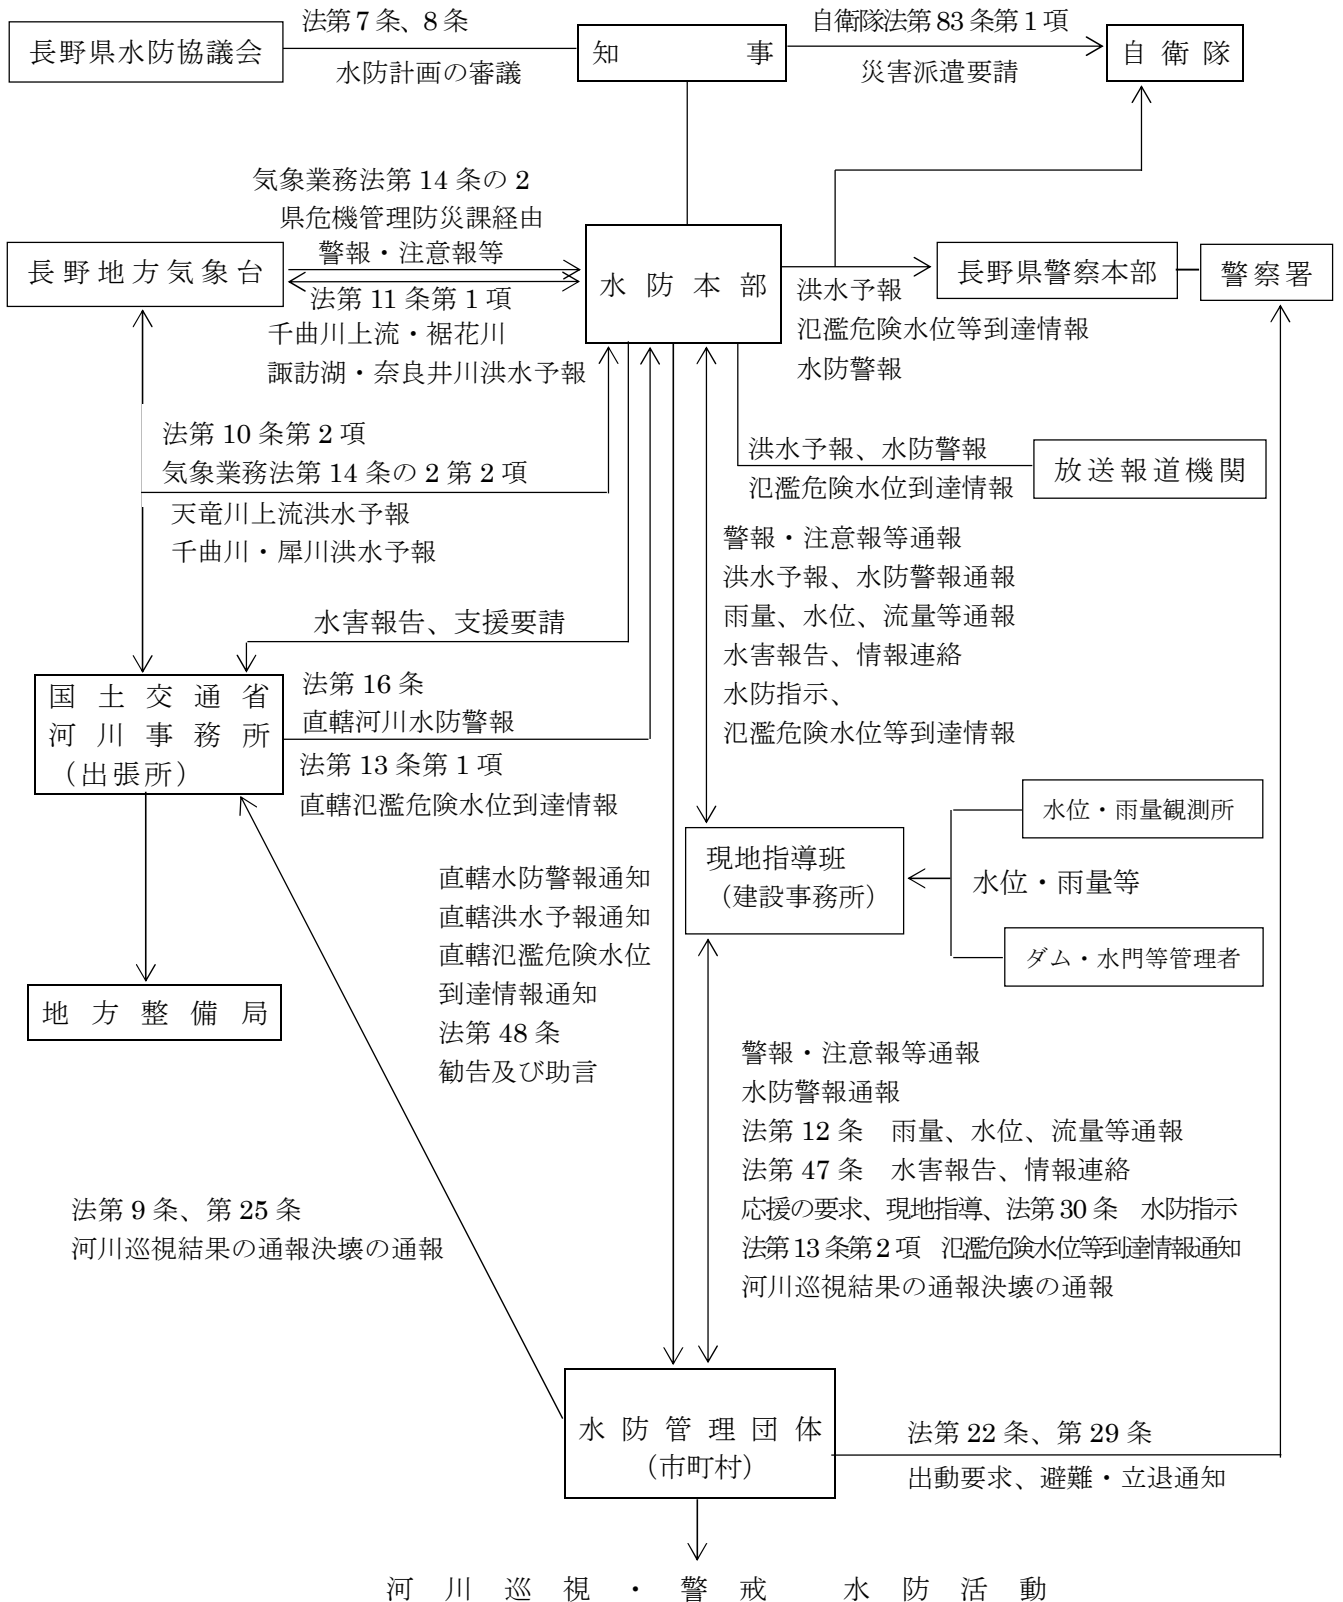 長野県水防協議会
法第7条、8条
水防計画の審議
知事
自衛隊法第83条第1項
災害派遣要請
自衛隊
気象業務法第14条の2
県危機管理防災課経由
警報・注意報等
長野地方気象台
法第11条第1項
千曲川上流・裾花川
諏訪湖・奈良井川洪水予報
水防本部
洪水予報
氾濫危険水位等到達情報
水防警報
長野県警察本部
警察署
法第10条第2項
気象業務法第14条の2第2項
天竜川上流洪水予報
千曲川・犀川洪水予報
洪水予報、水防警報
氾濫危険水位到達情報
放送報道機関
警報・注意報等通報
洪水予報、水防警報通報
雨量、水位、流量等通報
水害報告、情報連絡
水防指示、
氾濫危険水位等到達情報
水害報告、支援要請
国土交通省
河川事務所
（出張所）
法第16条
直轄河川水防警報
法第13条第1項
直轄氾濫危険水位到達情報
現地指導班
（建設事務所）
水位・雨量観測所
水位・雨量等
ダム・水門等管理者
直轄水防警報通知
直轄洪水予報通知
直轄氾濫危険水位
到達情報通知
法第48条
勧告及び助言
地方整備局
警報・注意報等通報
水防警報通報
法第12条　雨量、水位、流量等通報
法第47条　水害報告、情報連絡
応援の要求、現地指導、法第30条　水防指示
法第13条第2項　氾濫危険水位等到達情報通知
河川巡視結果の通報決壊の通報
法第9条、第25条
河川巡視結果の通報決壊の通報
水防管理団体
（市町村）
法第22条、第29条
出動要求、避難・立退通知
河川巡視・警戒　水防活動